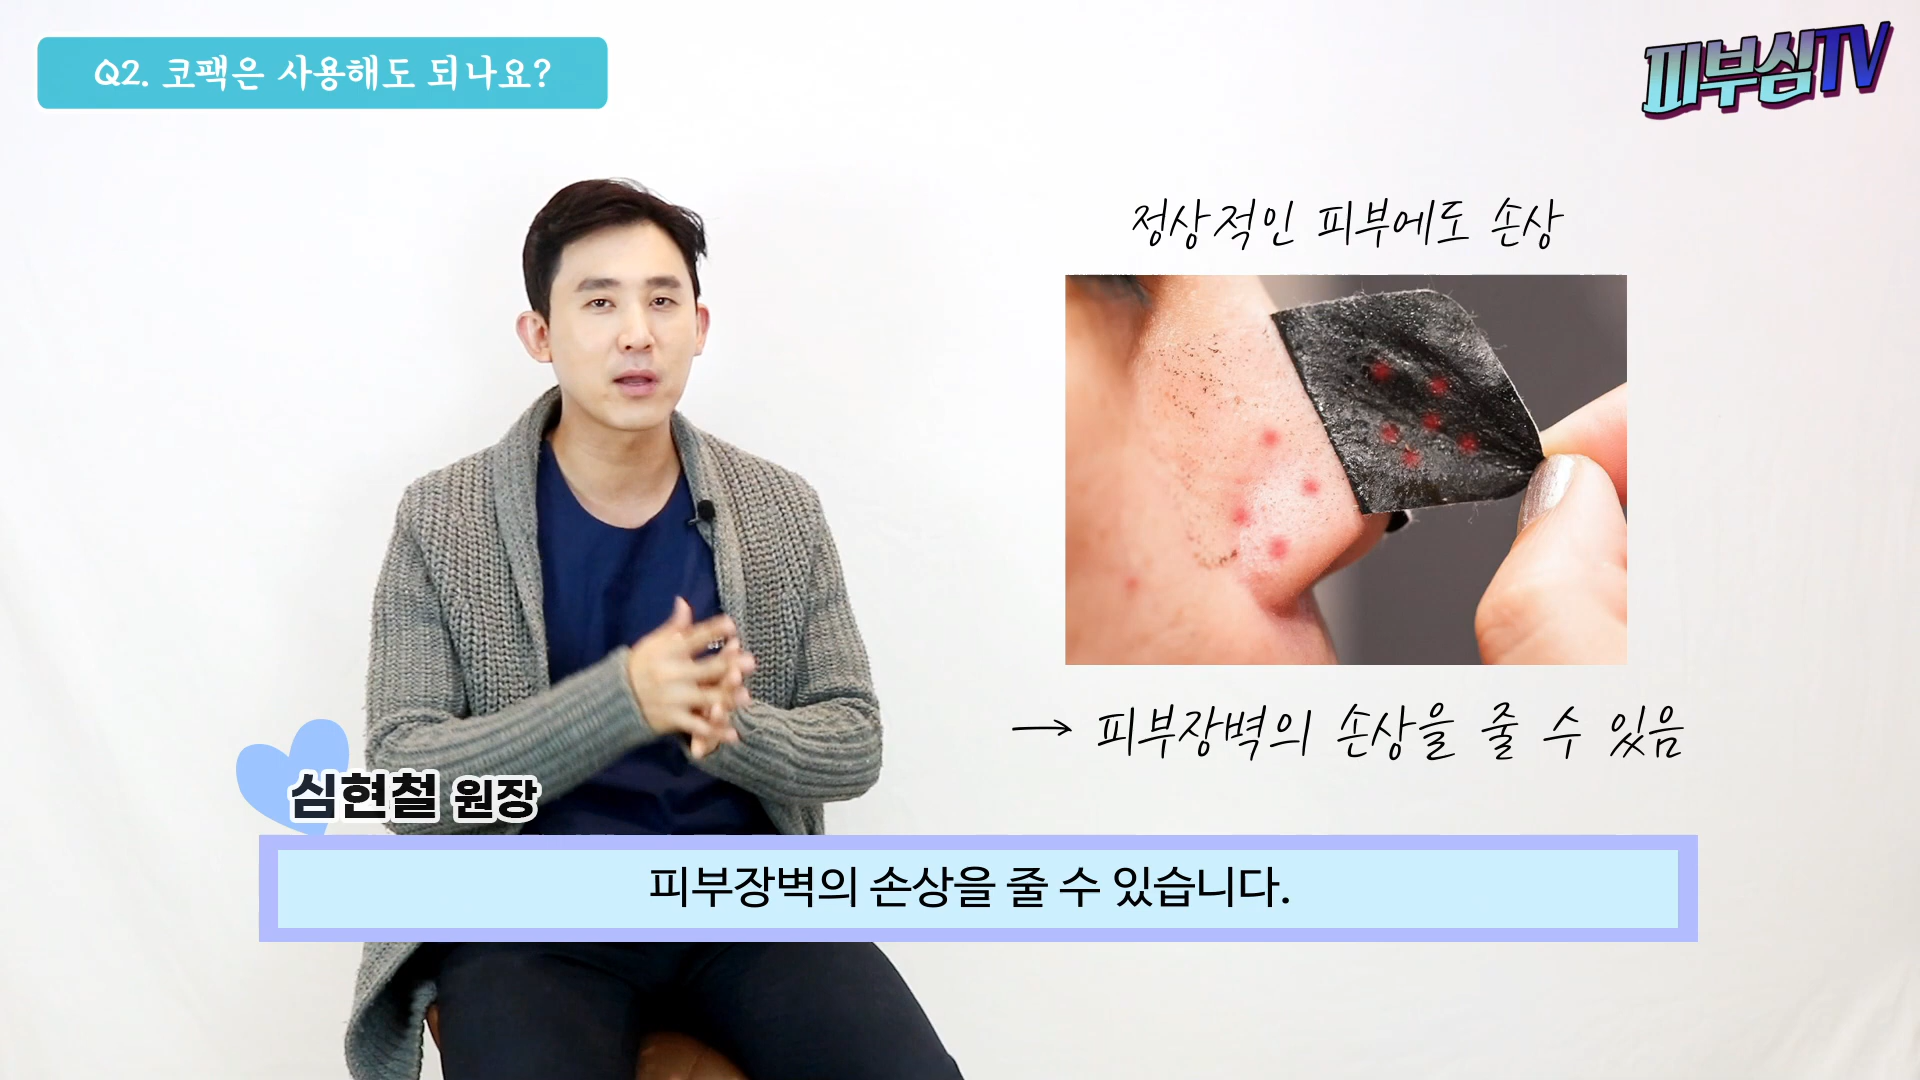 Q2. 코팩은 사용해도 되나요?
피부심TV
정상적인 피부에도 손상
→ 피부장벽의 손상을 줄 수 있음
심현철 원장
피부장벽의 손상을 줄 수 있습니다.